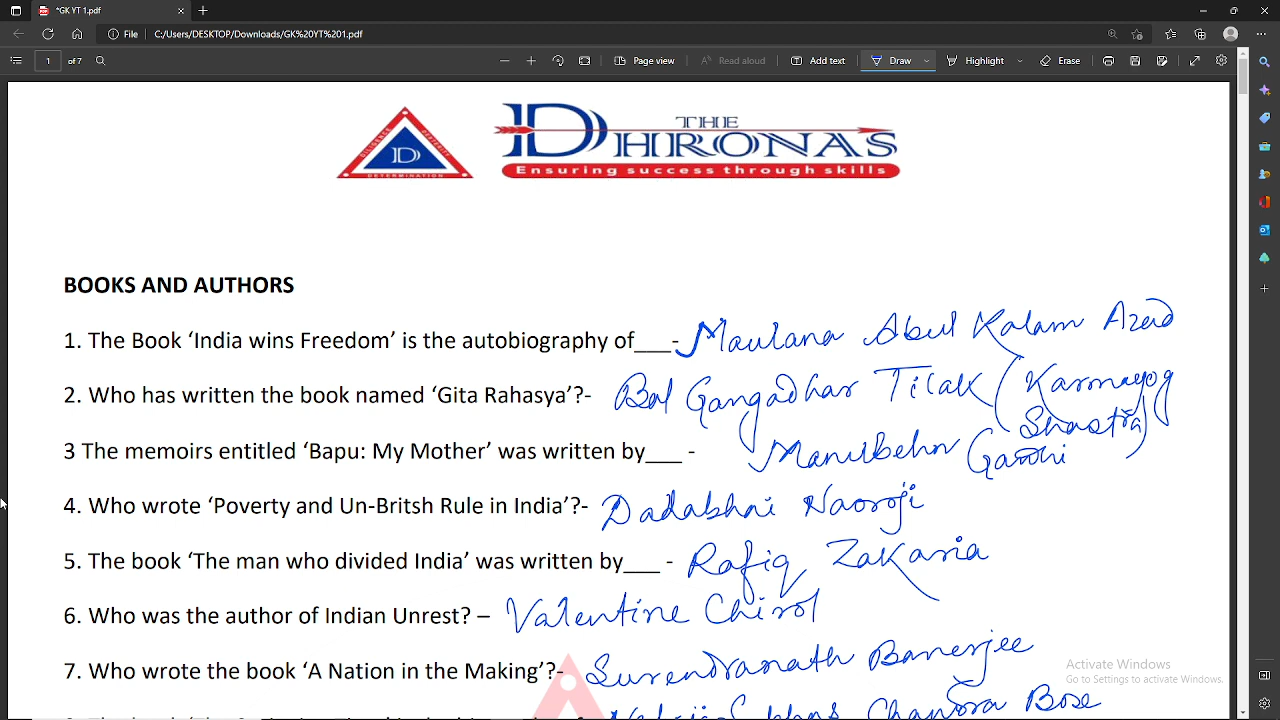 *GK YT 1.pdf
File C:/Users/DESKTOP/Downloads/GK%20YT%201.pdf
1 of 7 Page view Read aloud Add text Draw Highlight Erase
THE
DHRONAS
Ensuring success through skills
D
DETERMINATION
BOOKS AND AUTHORS
1. The Book ‘India wins Freedom’ is the autobiography of___- Maulana Abul Kalam Azad
2. Who has written the book named ‘Gita Rahasya’?- Bal Gangadhar Tilak (Karmayog
Shastra)
3 The memoirs entitled ‘Bapu: My Mother’ was written by___ - Manubehn Gandhi
4. Who wrote ‘Poverty and Un-Britsh Rule in India’?- Dadabhai Naoroji
5. The book ‘The man who divided India’ was written by___ - Rafiq Zakaria
6. Who was the author of Indian Unrest? – Valentine Chirol
7. Who wrote the book ‘A Nation in the Making’?- Surendranath Banerjee
Chandra Bose
Activate Windows
Go to Settings to activate Windows.